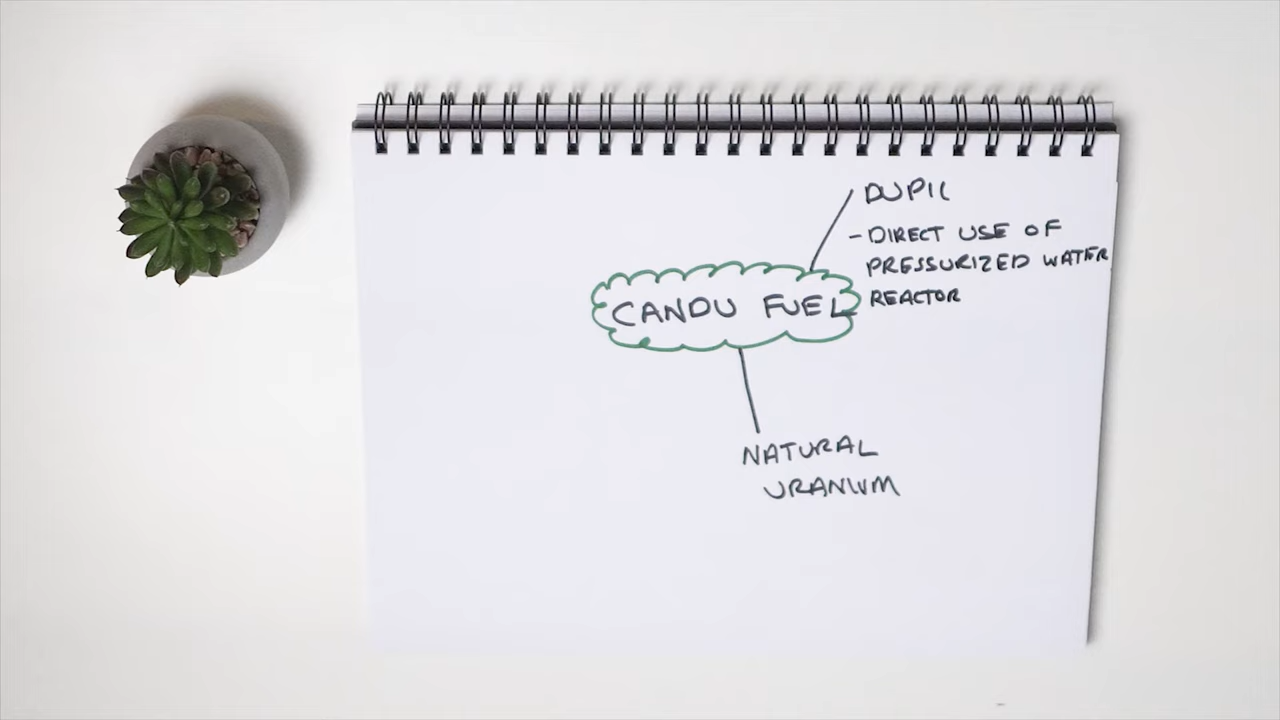 DUPIC
- DIRECT USE OF
PRESSURIZED WATER
REACTOR
CANDU FUEL
NATURAL
URANIUM